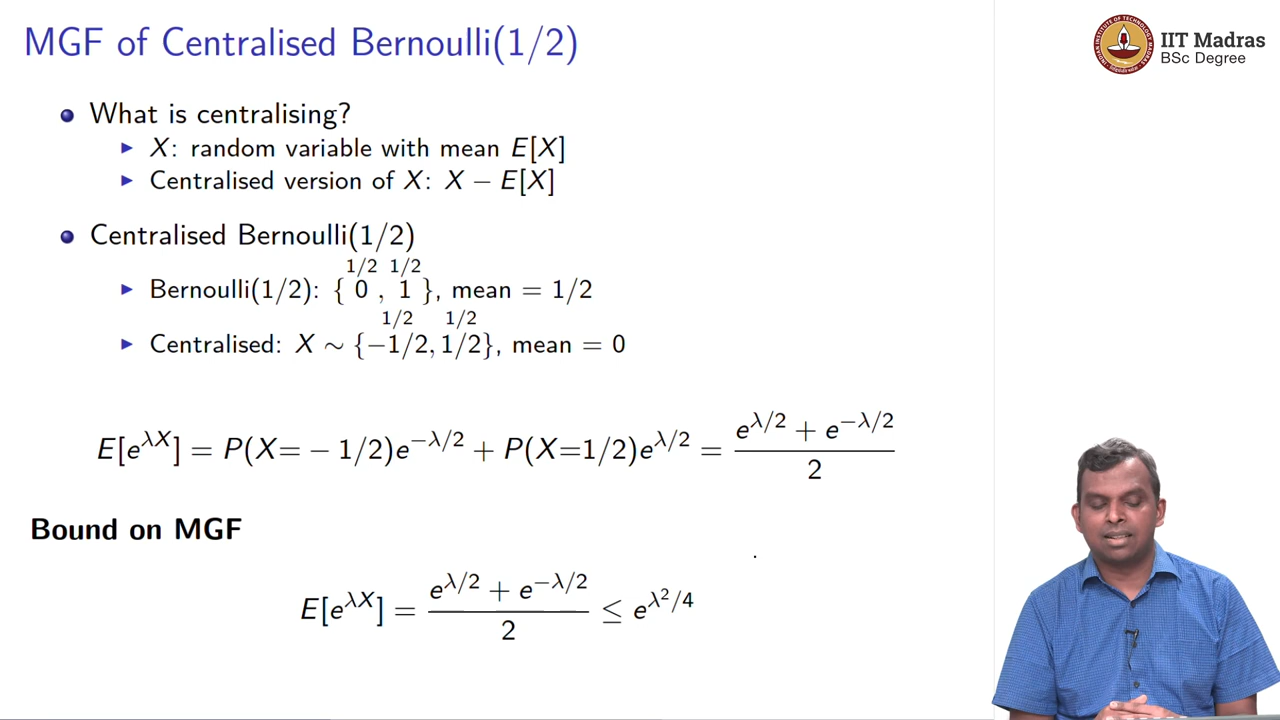 MGF of Centralised Bernoulli(1/2)
IIT Madras
BSc Degree
What is centralising?
X: random variable with mean E[X]
Centralised version of X: X − E[X]
Centralised Bernoulli(1/2)
1/2 1/2
Bernoulli(1/2): { 0 , 1 }, mean = 1/2
1/2 1/2
Centralised: X ∼ {−1/2, 1/2}, mean = 0
E[e^{λX}] = P(X=−1/2)e^{−λ/2} + P(X=1/2)e^{λ/2} = (e^{λ/2} + e^{−λ/2})/2
Bound on MGF
E[e^{λX}] = (e^{λ/2} + e^{−λ/2})/2 ≤ e^{λ²/4}